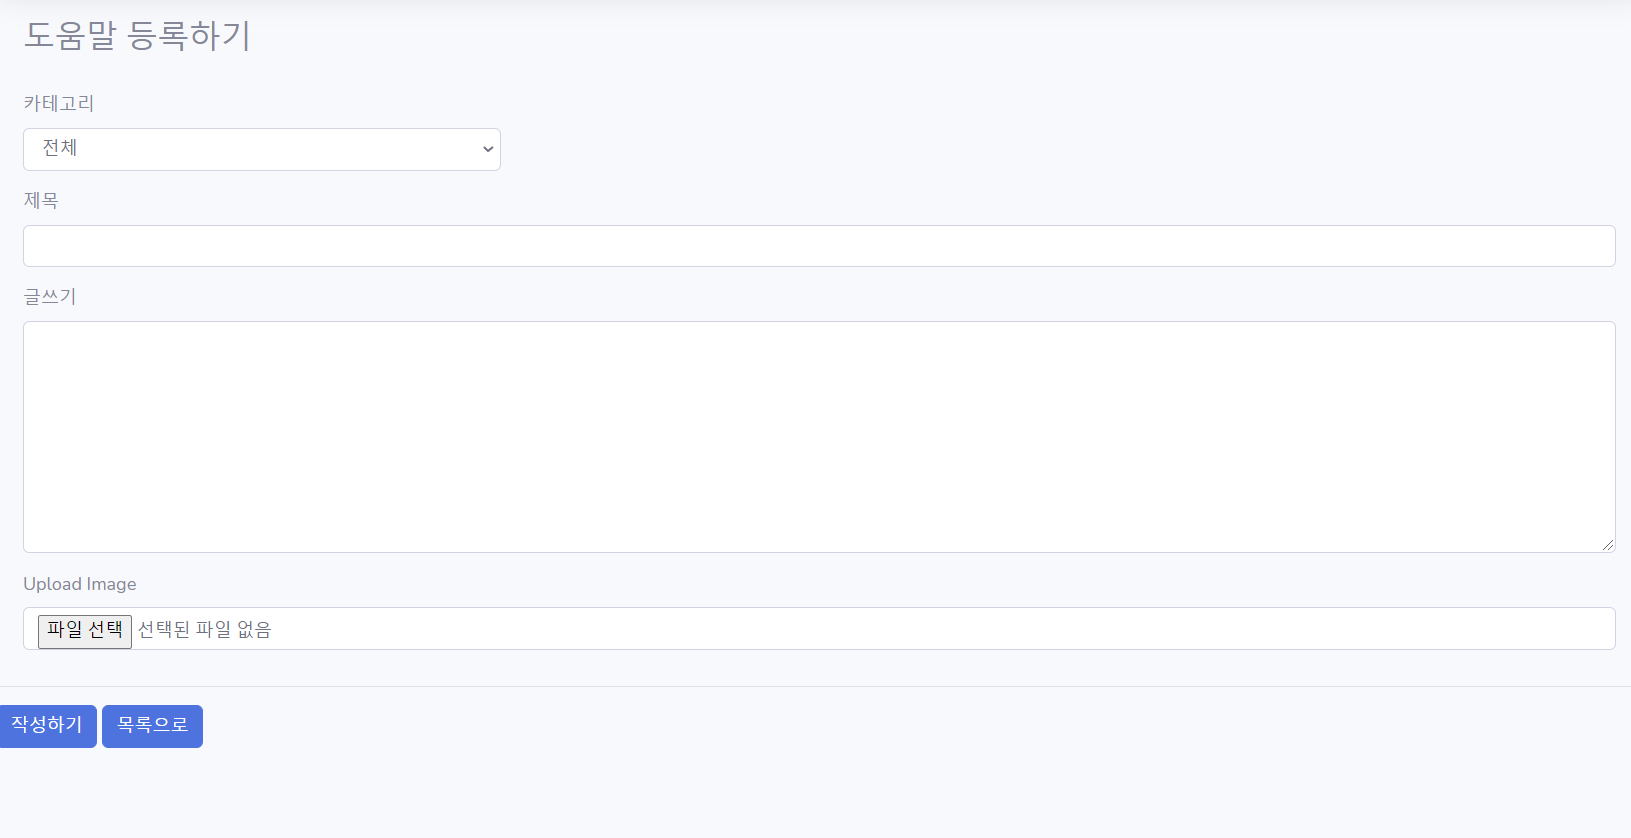 도움말 등록하기
카테고리
전체
제목
글쓰기
Upload Image
파일 선택 선택된 파일 없음
작성하기 목록으로